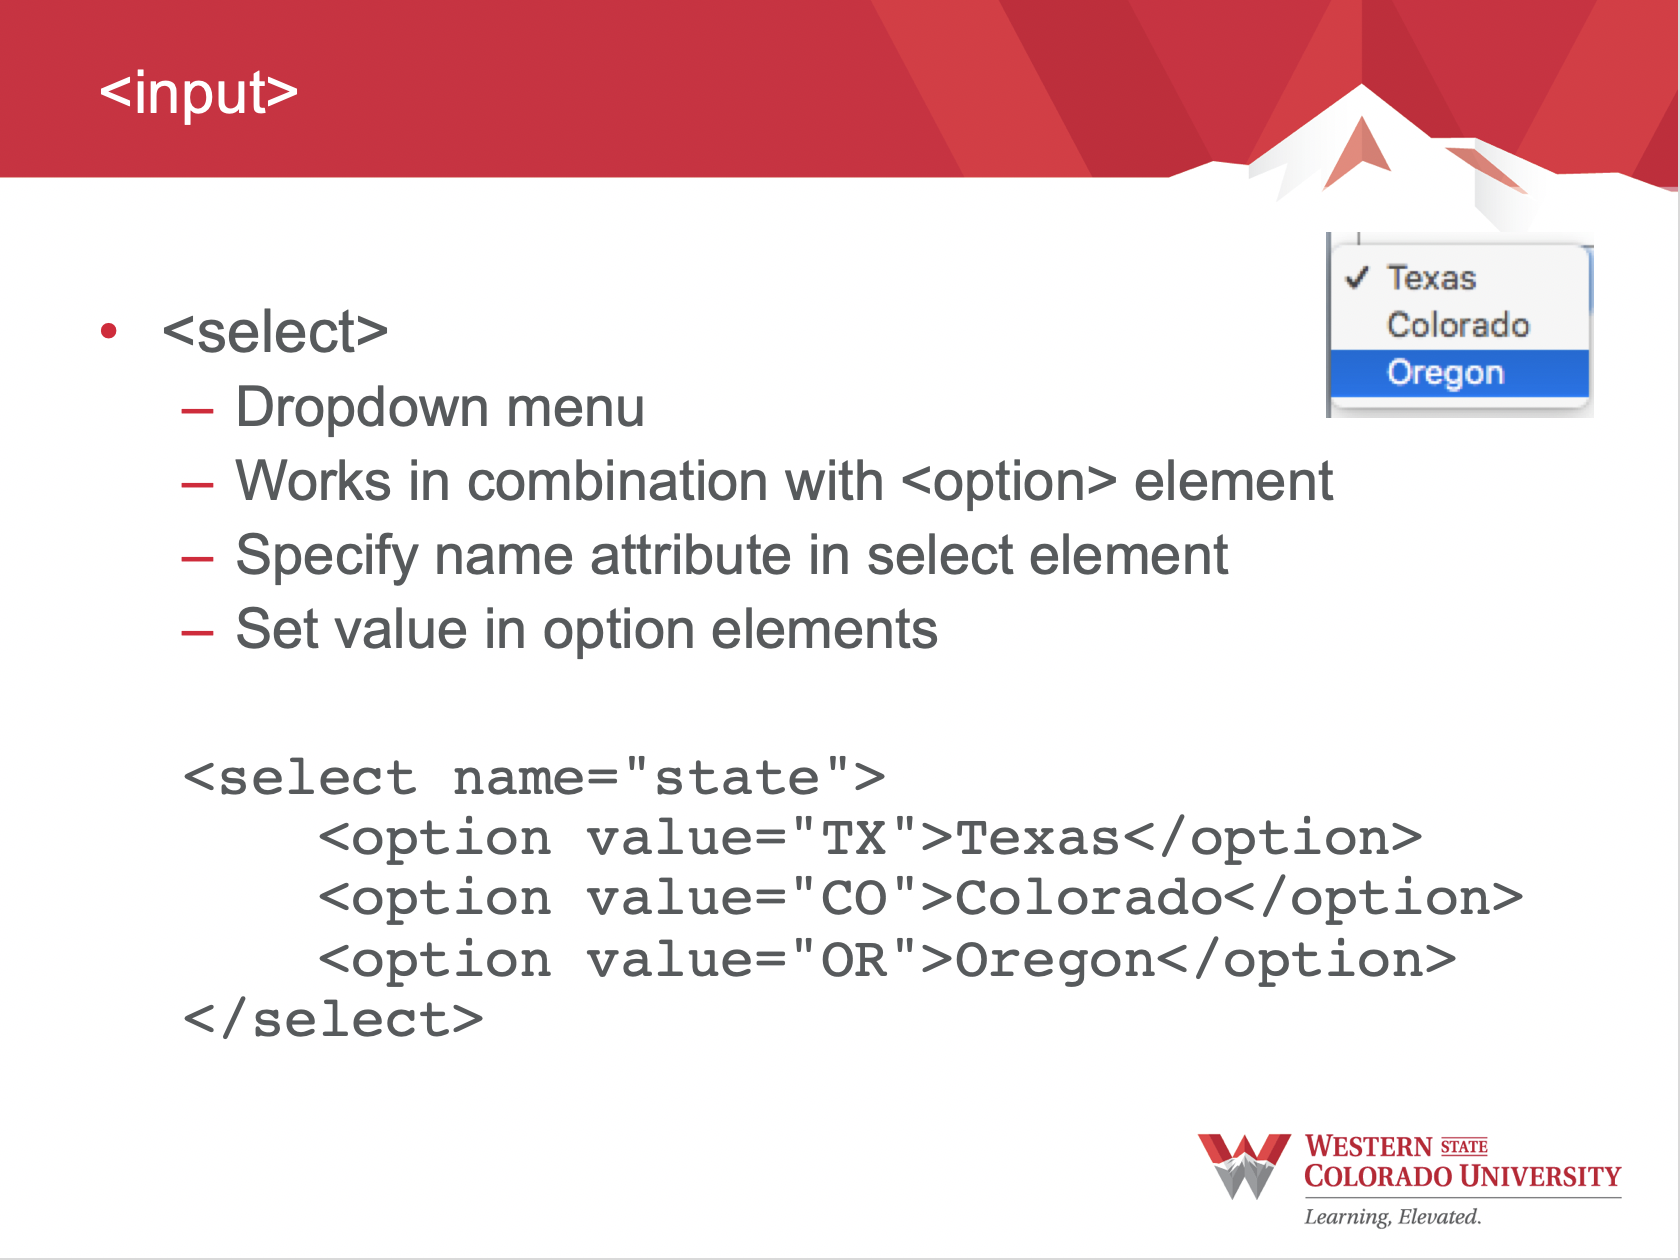 <input>
✓ Texas
Colorado
Oregon
• <select>
– Dropdown menu
– Works in combination with <option> element
– Specify name attribute in select element
– Set value in option elements
<select name="state">
    <option value="TX">Texas</option>
    <option value="CO">Colorado</option>
    <option value="OR">Oregon</option>
</select>
WESTERN STATE
COLORADO UNIVERSITY
Learning, Elevated.